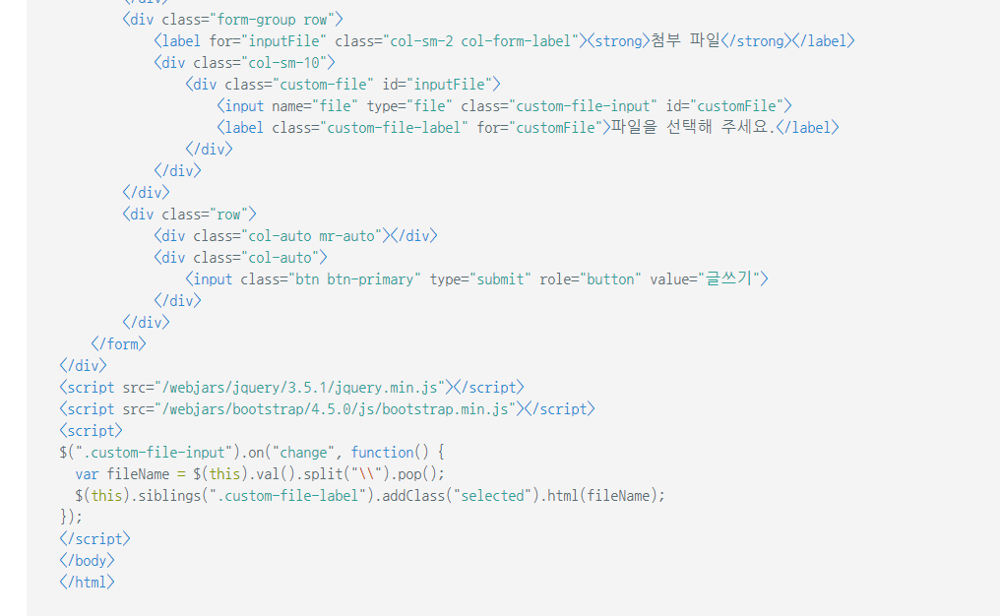 </div>
<div class="form-group row">
<label for="inputFile" class="col-sm-2 col-form-label"><strong>첨부 파일</strong></label>
<div class="col-sm-10">
<div class="custom-file" id="inputFile">
<input name="file" type="file" class="custom-file-input" id="customFile">
<label class="custom-file-label" for="customFile">파일을 선택해 주세요.</label>
</div>
</div>
</div>
<div class="row">
<div class="col-auto mr-auto"></div>
<div class="col-auto">
<input class="btn btn-primary" type="submit" role="button" value="글쓰기">
</div>
</div>
</form>
</div>
<script src="/webjars/jquery/3.5.1/jquery.min.js"></script>
<script src="/webjars/bootstrap/4.5.0/js/bootstrap.min.js"></script>
<script>
$(".custom-file-input").on("change", function() {
var fileName = $(this).val().split("\\").pop();
$(this).siblings(".custom-file-label").addClass("selected").html(fileName);
});
</script>
</body>
</html>